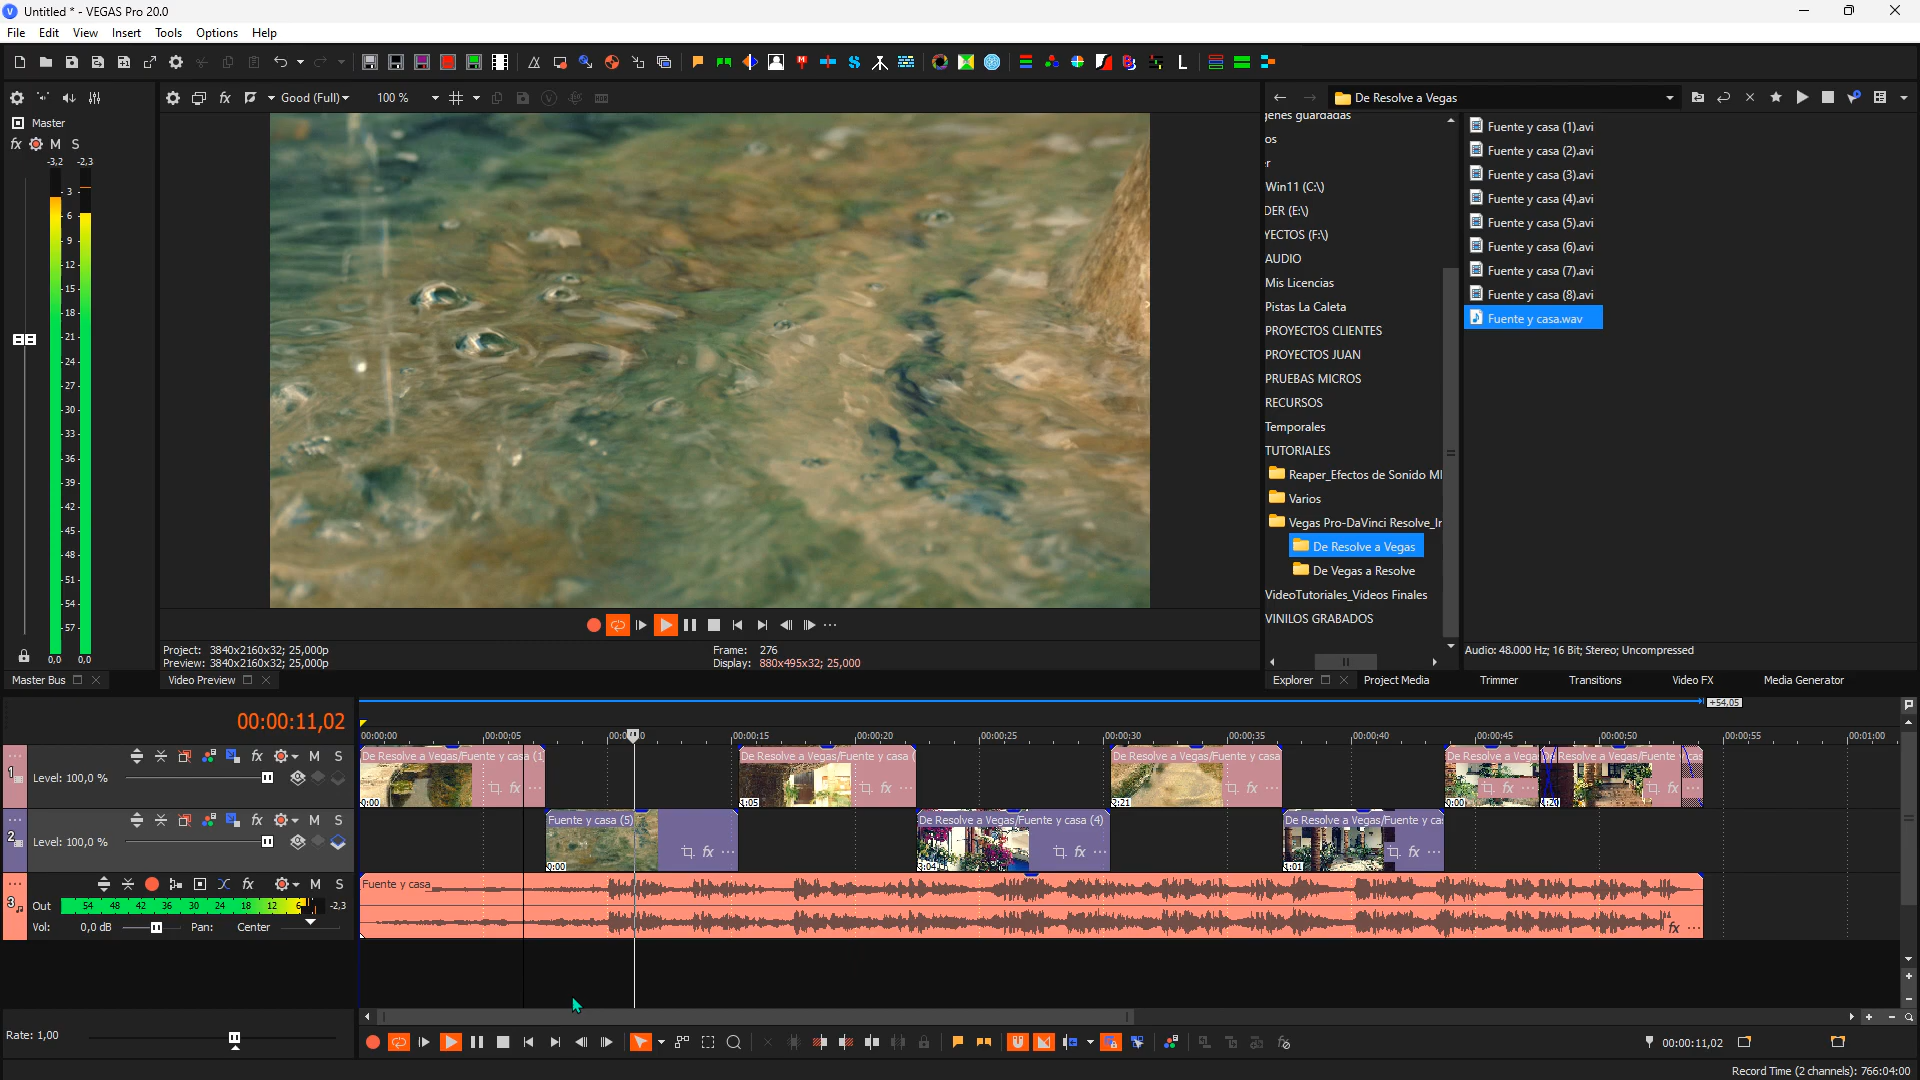 Untitled * - VEGAS Pro 20.0
File Edit View Insert Tools Options Help
Good (Full) 100 %
De Resolve a Vegas
Master
fx M S
-3,2 -2,3
- 3 -
- 6 -
- 9 -
-12-
-15-
-18-
-21-
-24-
-27-
-30-
-33-
-36-
-39-
-42-
-45-
-48-
-51-
-54-
-57-
0,0 0,0
Master Bus
Project: 3840x2160x32; 25,000p
Preview: 3840x2160x32; 25,000p
Frame: 276
Display: 880x495x32; 25,000
Video Preview
genes guardadas
os
er
Win11 (C:\)
DER (E:\)
YECTOS (F:\)
AUDIO
Mis Licencias
Pistas La Caleta
PROYECTOS CLIENTES
PROYECTOS JUAN
PRUEBAS MICROS
RECURSOS
Temporales
TUTORIALES
Reaper_Efectos de Sonido MI
Varios
Vegas Pro-DaVinci Resolve_Ir
De Resolve a Vegas
De Vegas a Resolve
VideoTutoriales_Videos Finales
VINILOS GRABADOS
Fuente y casa (1).avi
Fuente y casa (2).avi
Fuente y casa (3).avi
Fuente y casa (4).avi
Fuente y casa (5).avi
Fuente y casa (6).avi
Fuente y casa (7).avi
Fuente y casa (8).avi
Fuente y casa.wav
Audio: 48.000 Hz; 16 Bit; Stereo; Uncompressed
Explorer Project Media Trimmer Transitions Video FX Media Generator
+54.05
00:00:11,02
00:00:00 00:00:05 00:00:10 00:00:15 00:00:20 00:00:25 00:00:30 00:00:35 00:00:40 00:00:45 00:00:50 00:00:55 00:01:00
1 fx M S
Level: 100,0 %
De Resolve a Vegas/Fuente y casa (1) De Resolve a Vegas/Fuente y casa ( De Resolve a Vegas/Fuente y casa De Resolve a Vegas Resolve a Vegas/Fuente
2 fx M S
Level: 100,0 %
Fuente y casa (5) De Resolve a Vegas/Fuente y casa (4) De Resolve a Vegas/Fuente y ca
3 fx M S
Out 54 48 42 36 30 24 18 12 6 -2,3
Vol: 0,0 dB Pan: Center
Fuente y casa
fx
Rate: 1,00
00:00:11,02
Record Time (2 channels): 766:04:00